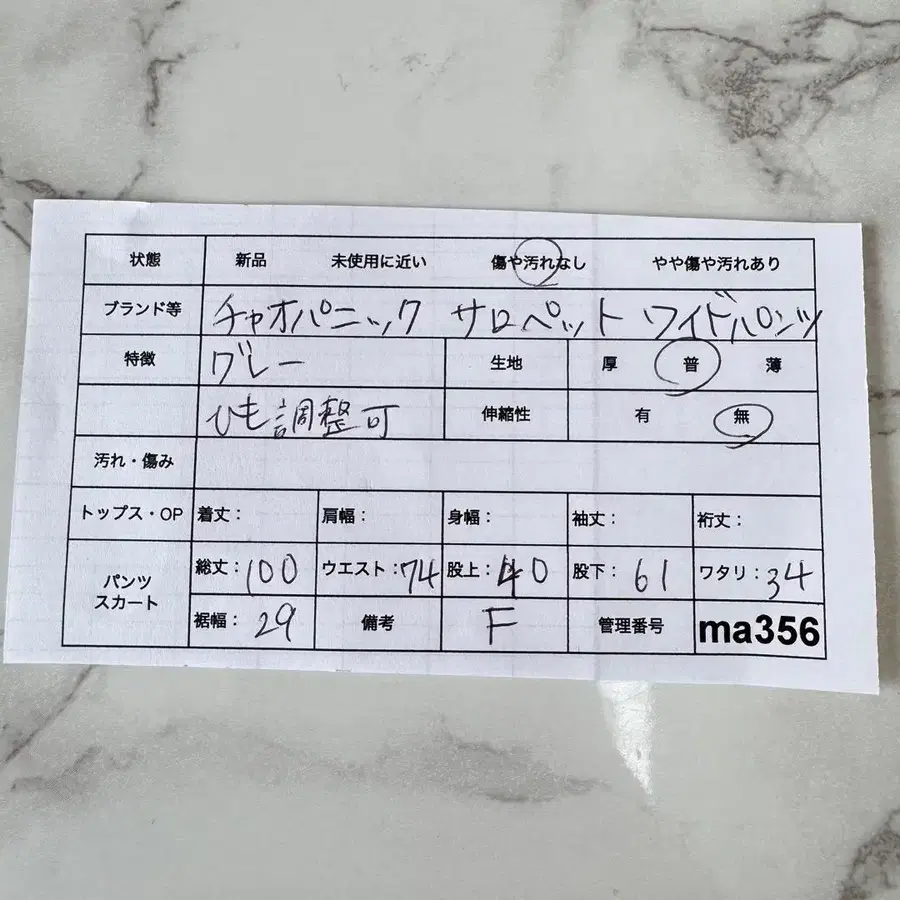 状態 新品 未使用に近い 傷や汚れなし やや傷や汚れあり
ブランド等 チャオパニック サロペット ワイドパンツ
特徴 グレー 生地 厚 普 薄
ひも調整可 伸縮性 有 無
汚れ・傷み
トップス・OP 着丈: 肩幅: 身幅: 袖丈: 裄丈:
パンツ スカート 総丈:100 ウエスト:74 股上:40 股下:61 ワタリ:34
裾幅:29 備考 F 管理番号 ma356